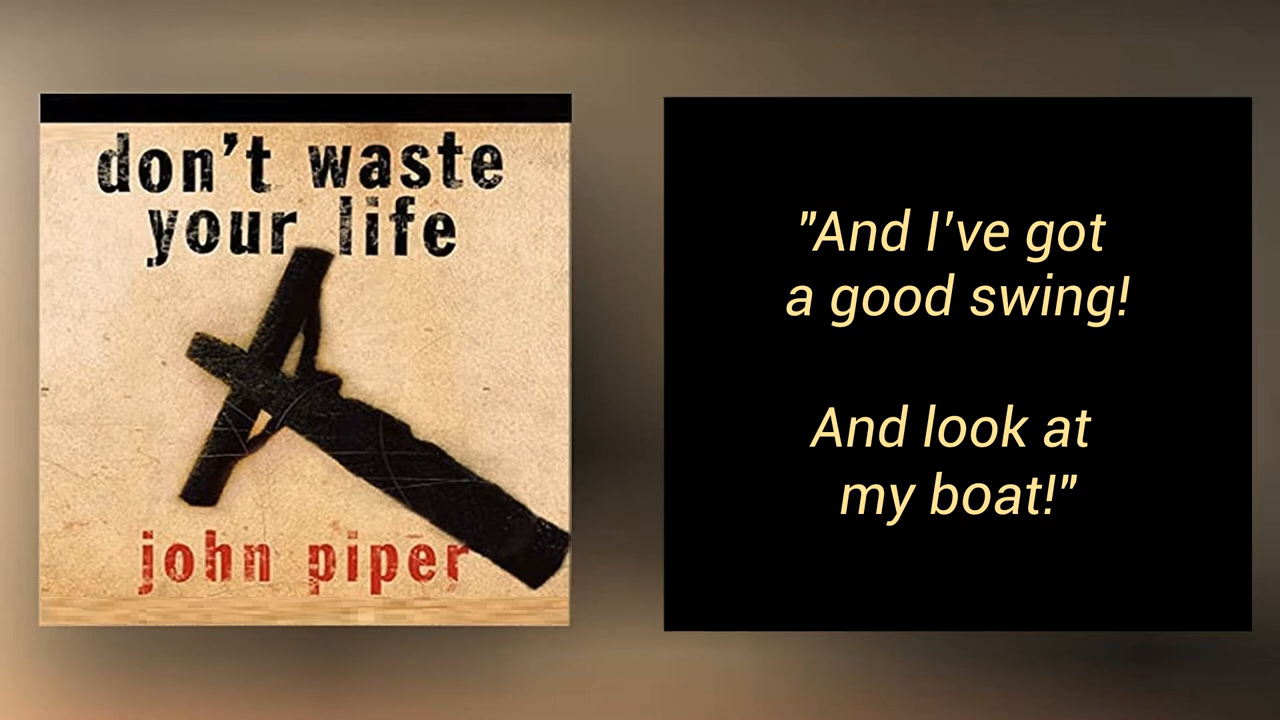 don't waste
your life
john piper
"And I've got
a good swing!
And look at
my boat!"